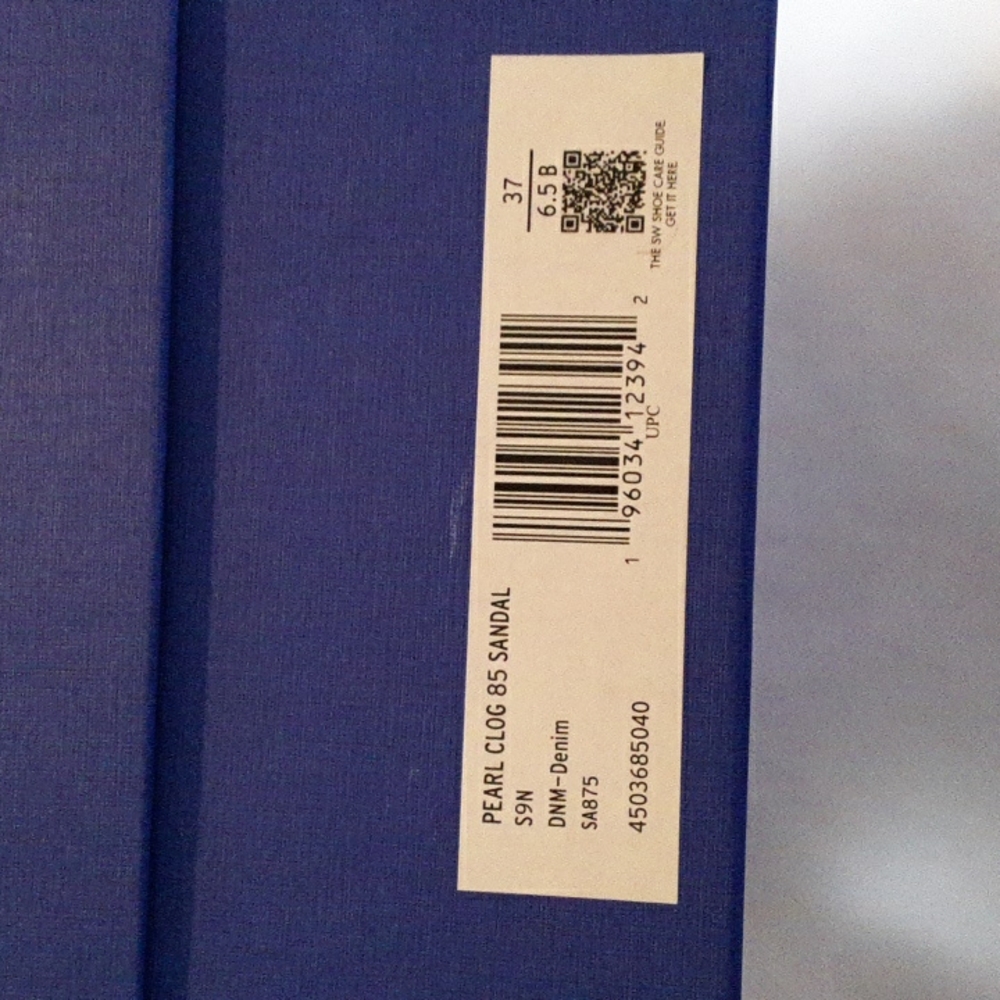 PEARL CLOG 85 SANDAL
S9N
DNM-Denim
SA875
4503685040
1 96034 12394 2
UPC
37
6.5 B
THE SW SHOE CARE GUIDE
GET IT HERE